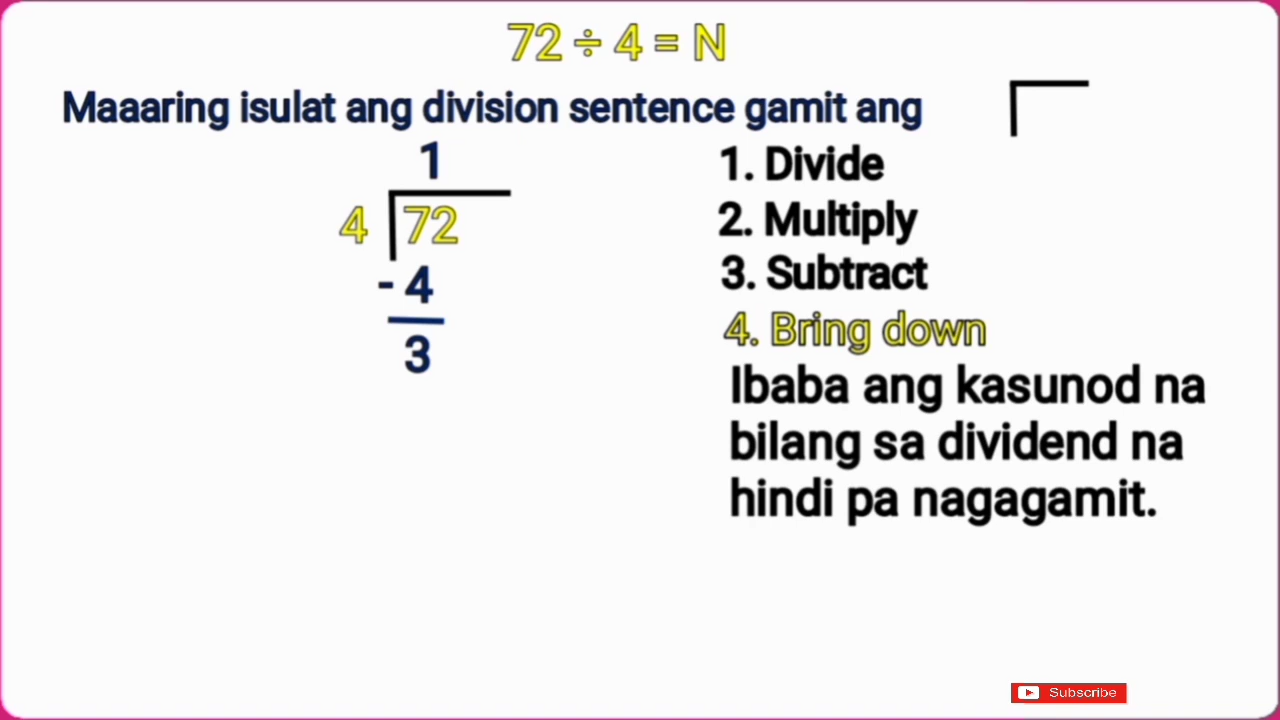 72 ÷ 4 = N
Maaaring isulat ang division sentence gamit ang
1
4 72
- 4
3
1. Divide
2. Multiply
3. Subtract
4. Bring down
Ibaba ang kasunod na
bilang sa dividend na
hindi pa nagagamit.
Subscribe